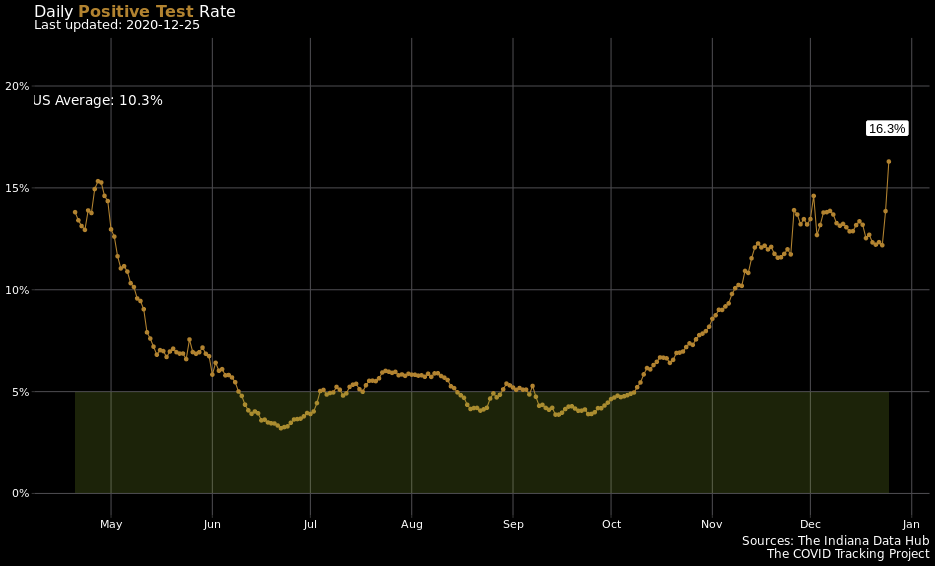 Daily Positive Test Rate
Last updated: 2020-12-25
20%
US Average: 10.3%
16.3%
15%
10%
5%
0%
May Jun Jul Aug Sep Oct Nov Dec Jan
Sources: The Indiana Data Hub
The COVID Tracking Project